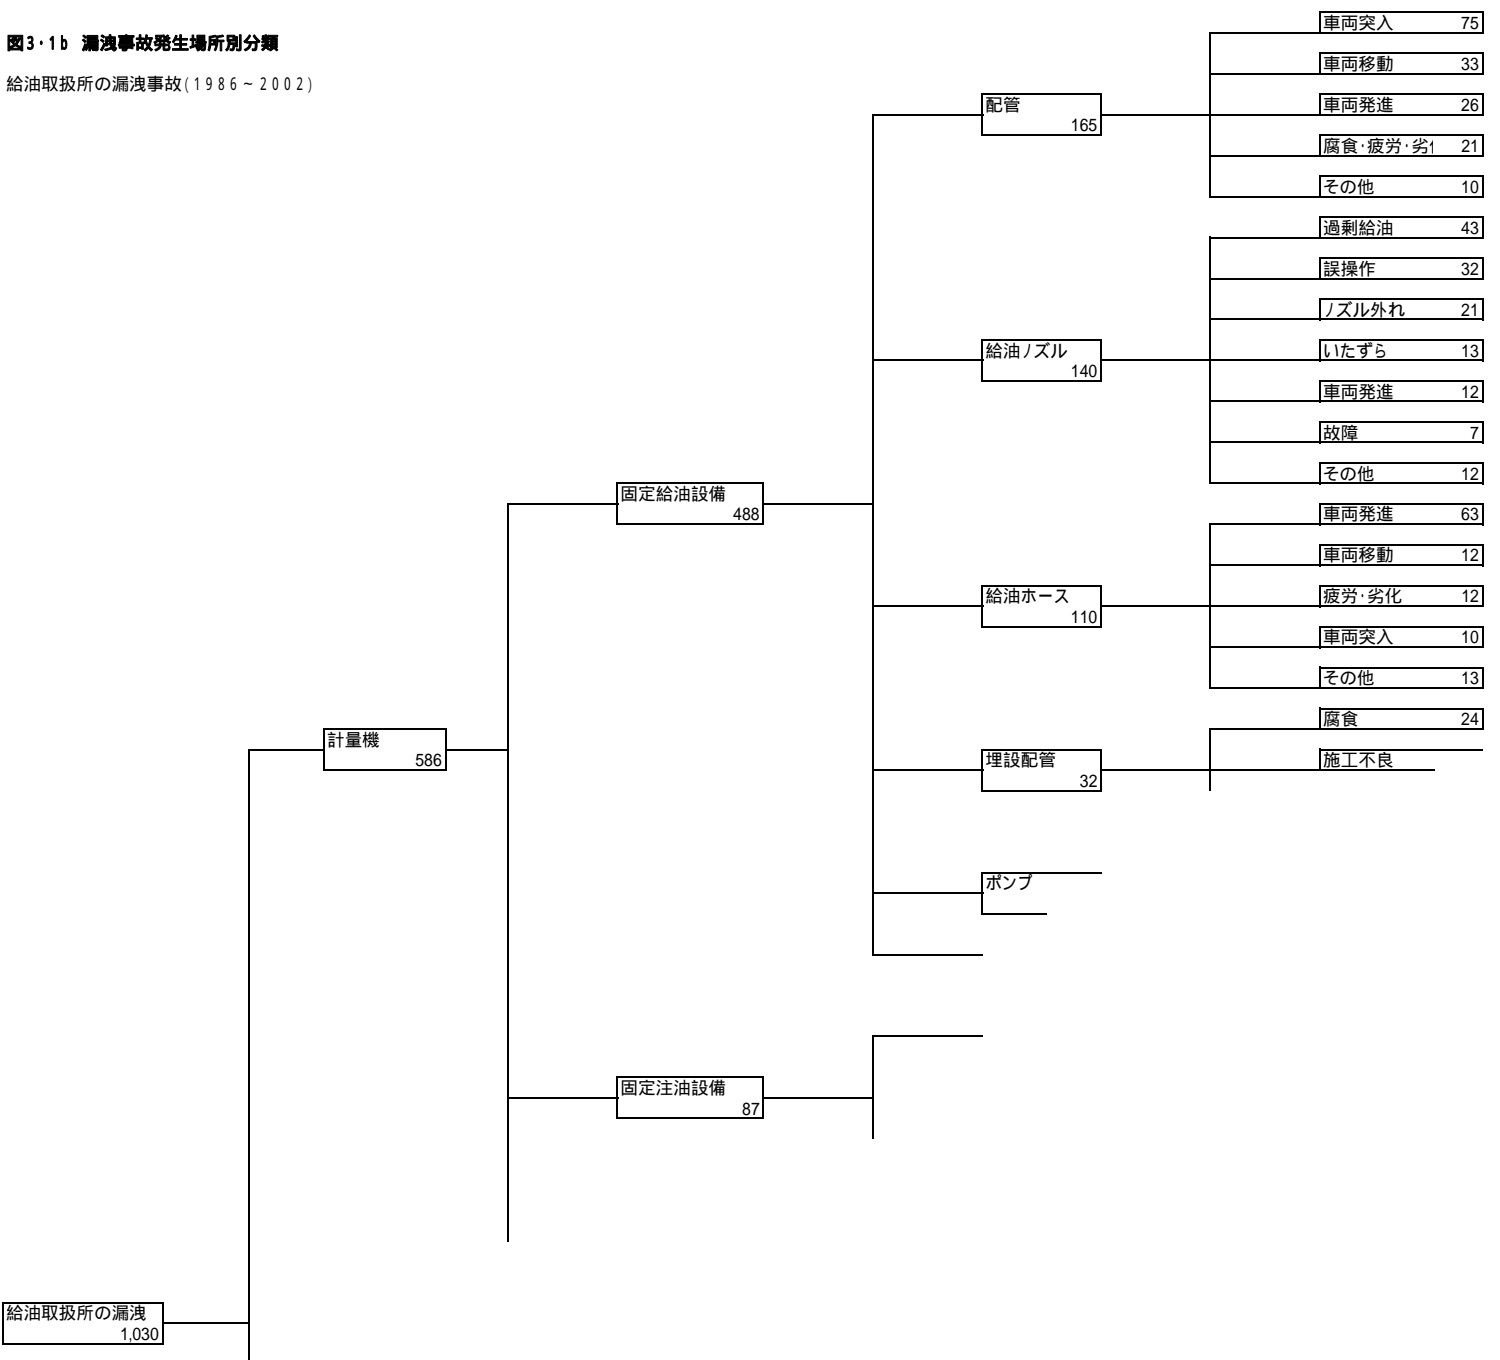 図3・1b 漏洩事故発生場所別分類
給油取扱所の漏洩事故(1986~2002)
車両突入 75
車両移動 33
配管
165
車両発進 26
腐食・疲労・劣 21
その他 10
過剰給油 43
誤操作 32
ノズル外れ 21
給油ノズル
140
いたずら 13
車両発進 12
故障 7
その他 12
固定給油設備
488
車両発進 63
車両移動 12
給油ホース
110
疲労・劣化 12
車両突入 10
その他 13
腐食 24
計量機
586
埋設配管
32
施工不良
ポンプ
固定注油設備
87
給油取扱所の漏洩
1,030